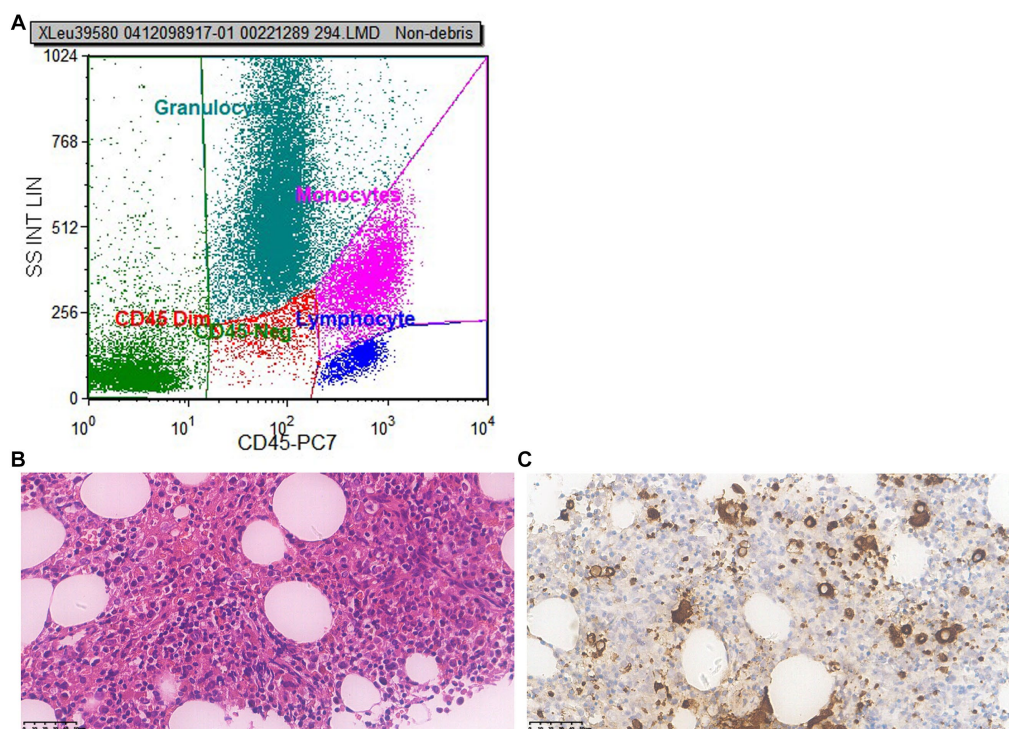 A
XLeu39580 0412098917-01 00221289 294.LMD Non-debris
1024
768
512
256
0
SS INT LIN
Granulocyte
Monocytes
CD45 Dim
CD45 Neg
Lymphocyte
10⁰
10¹
10²
10³
10⁴
CD45-PC7
B
C